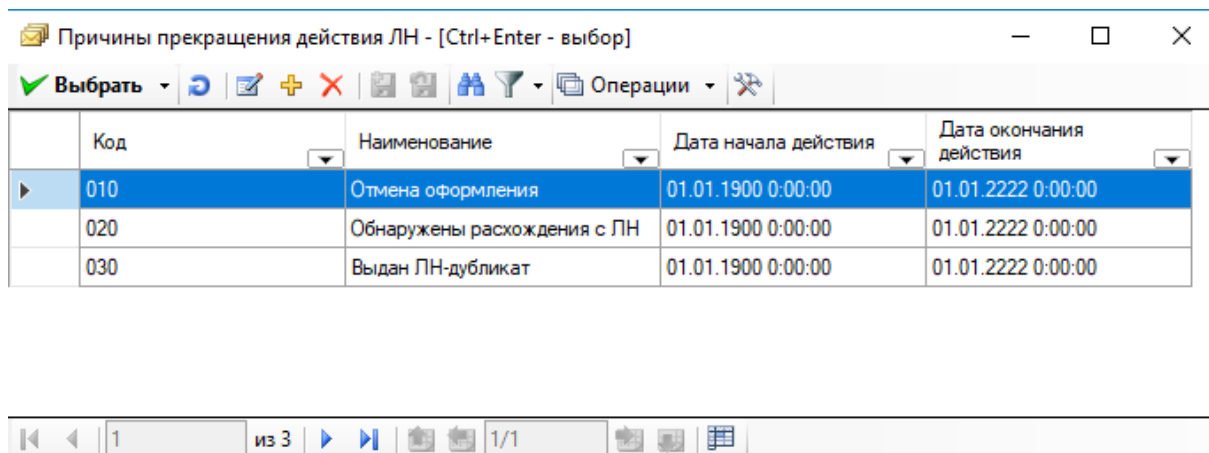 Причины прекращения действия ЛН - [Ctrl+Enter - выбор]
Выбрать Операции
Код Наименование Дата начала действия Дата окончания действия
010 Отмена оформления 01.01.1900 0:00:00 01.01.2222 0:00:00
020 Обнаружены расхождения с ЛН 01.01.1900 0:00:00 01.01.2222 0:00:00
030 Выдан ЛН-дубликат 01.01.1900 0:00:00 01.01.2222 0:00:00
1 из 3 1/1